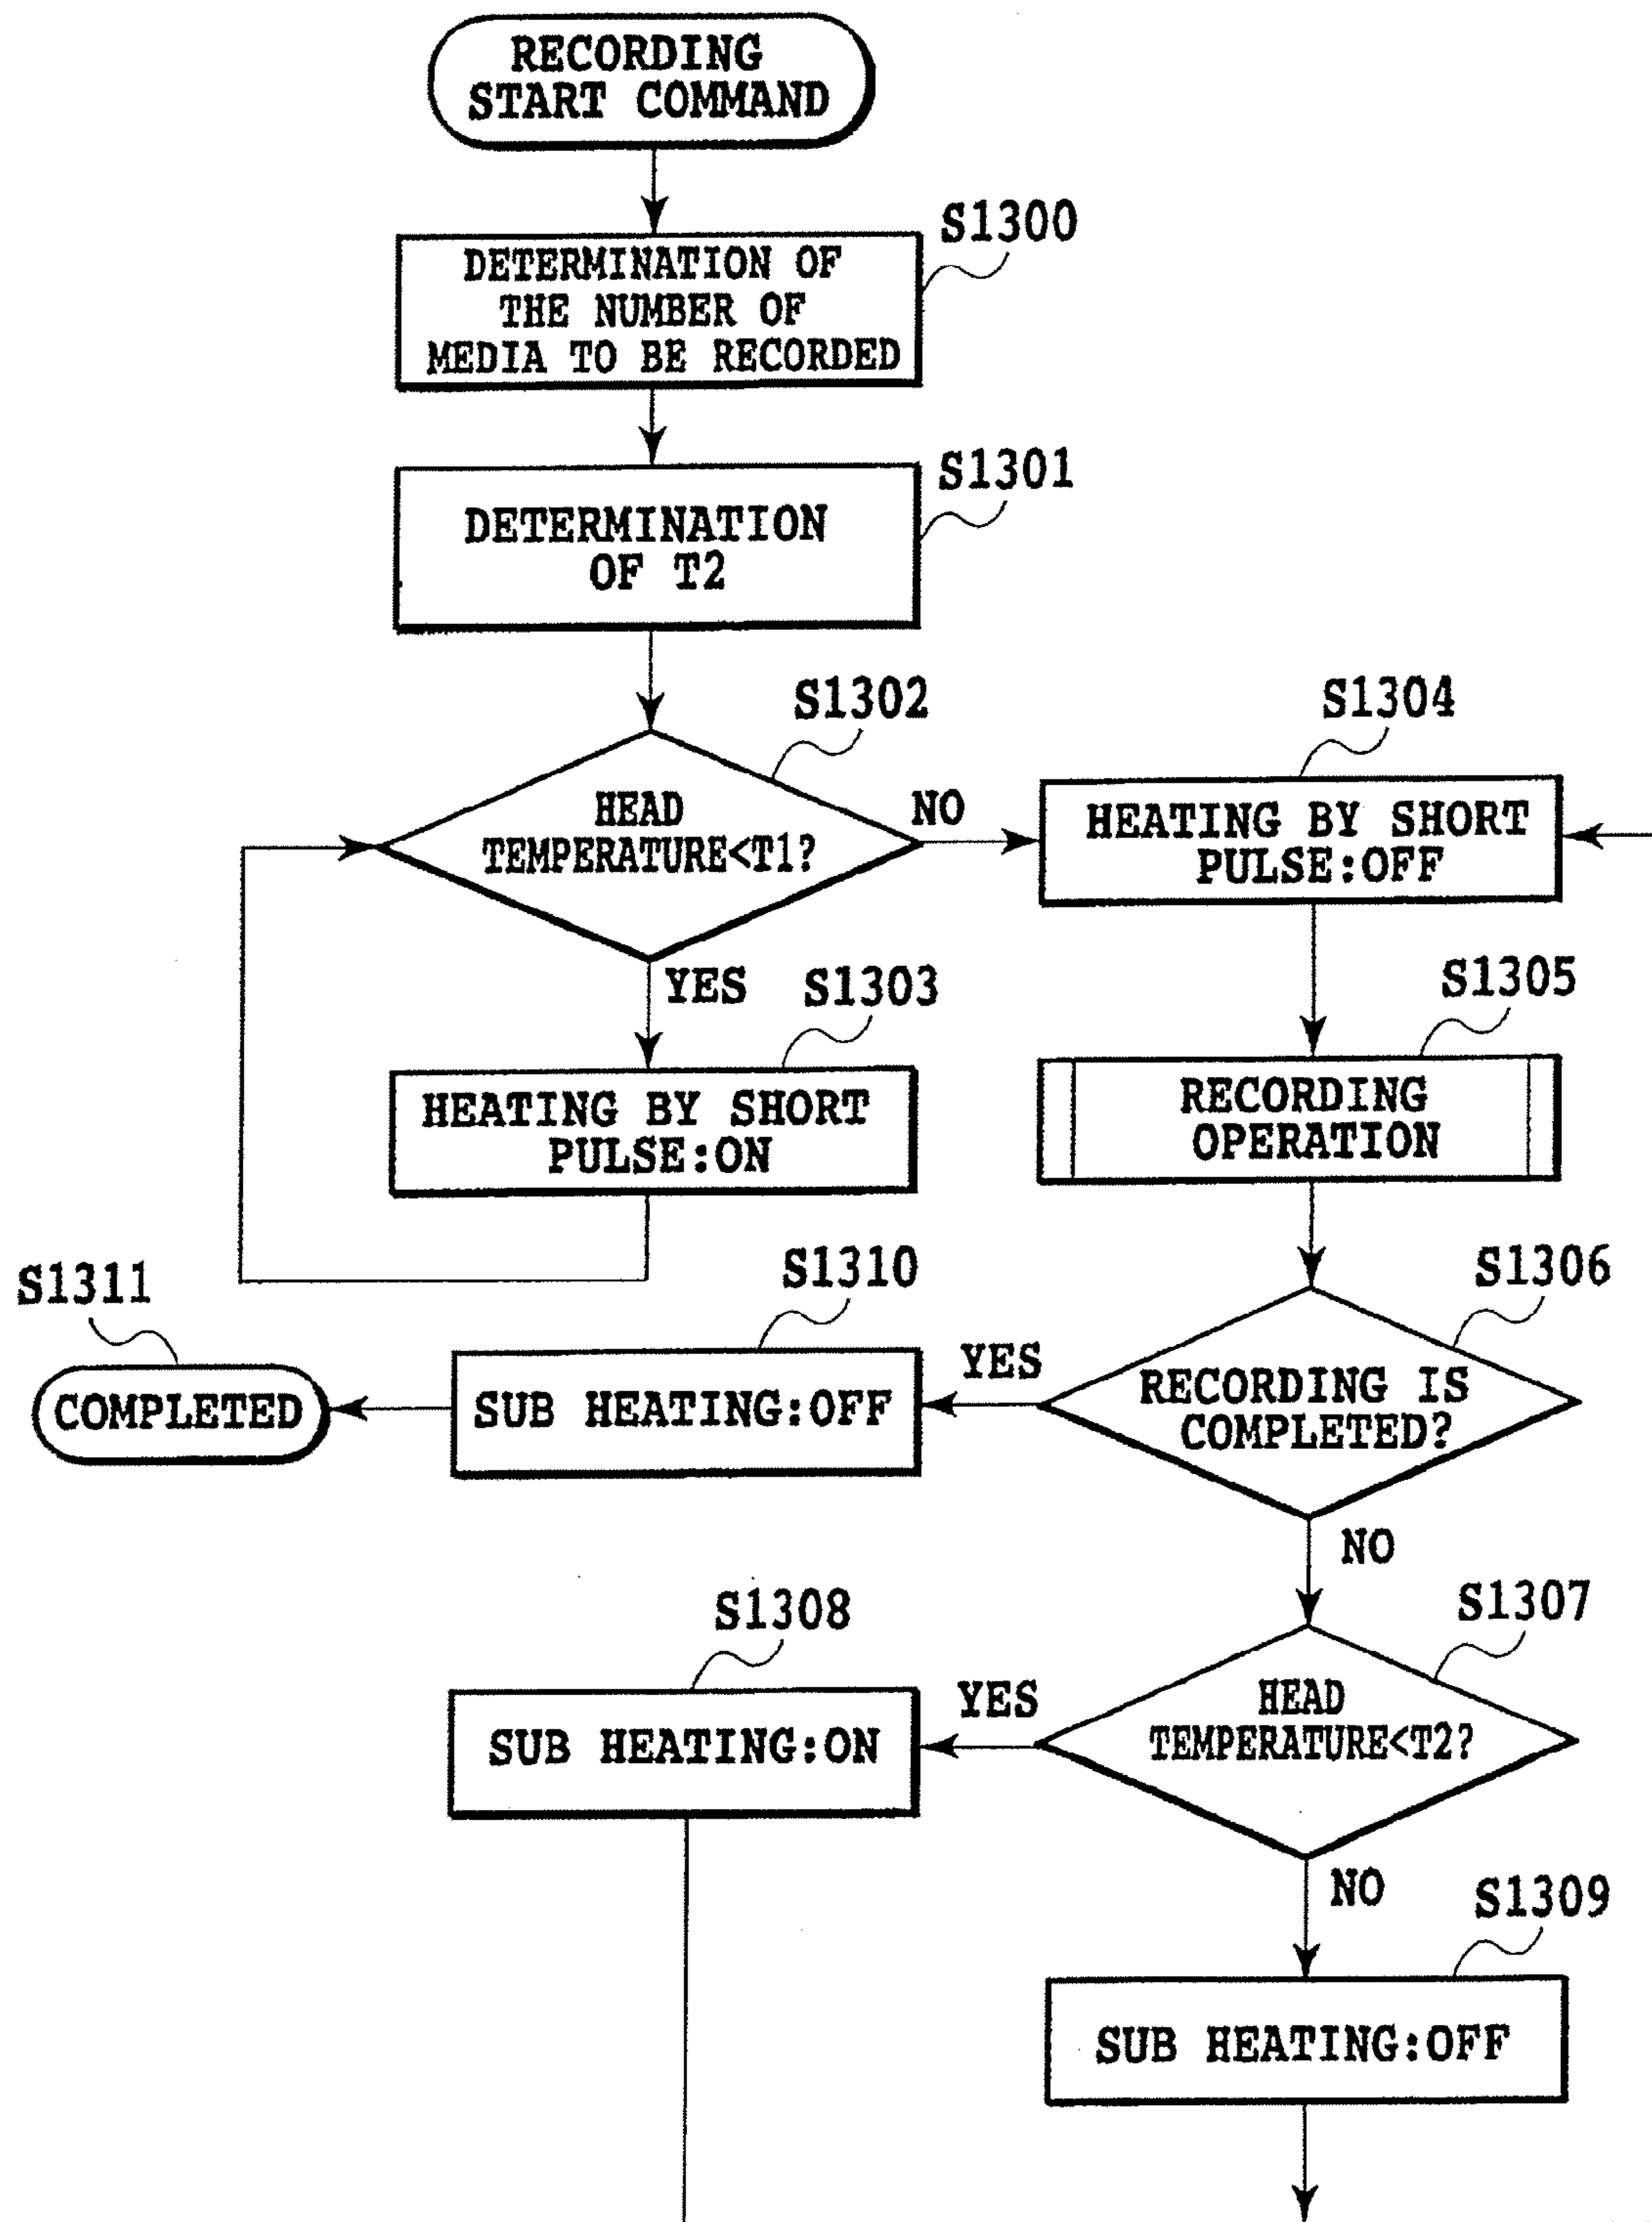 RECORDING
START COMMAND
S1300
DETERMINATION OF
THE NUMBER OF
MEDIA TO BE RECORDED
S1301
DETERMINATION
OF T2
S1302
HEAD
TEMPERATURE<T1?
NO
YES
S1304
HEATING BY SHORT
PULSE:OFF
S1303
HEATING BY SHORT
PULSE:ON
S1305
RECORDING
OPERATION
S1306
RECORDING IS
COMPLETED?
YES
NO
S1310
SUB HEATING:OFF
S1311
COMPLETED
S1307
HEAD
TEMPERATURE<T2?
YES
NO
S1308
SUB HEATING:ON
S1309
SUB HEATING:OFF